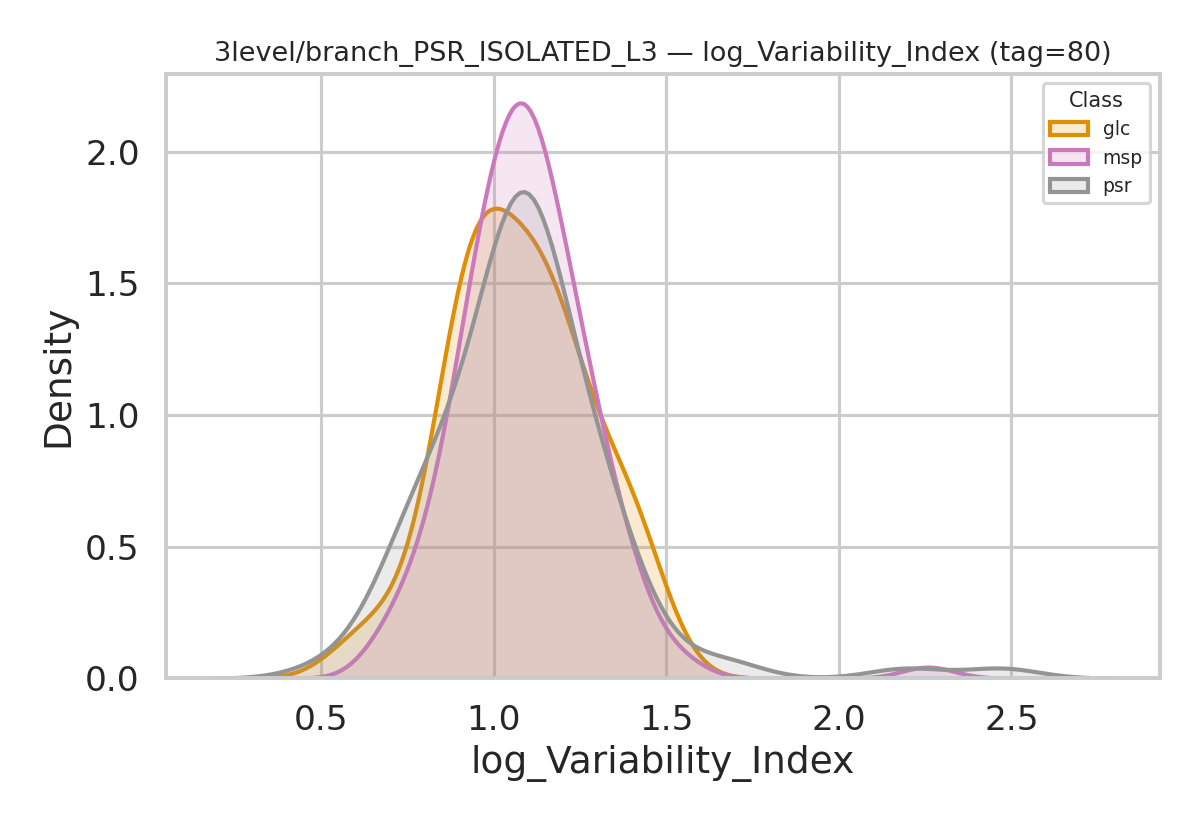 3level/branch_PSR_ISOLATED_L3 — log_Variability_Index (tag=80)
Class
glc
msp
psr
Density
2.0
1.5
1.0
0.5
0.0
0.5
1.0
1.5
2.0
2.5
log_Variability_Index